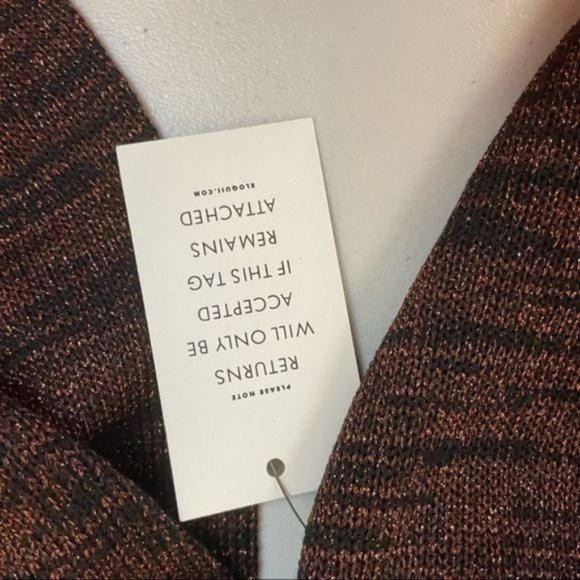 PLEASE NOTE
RETURNS
WILL ONLY BE
ACCEPTED
IF THIS TAG
REMAINS
ATTACHED
ELOQUII.COM